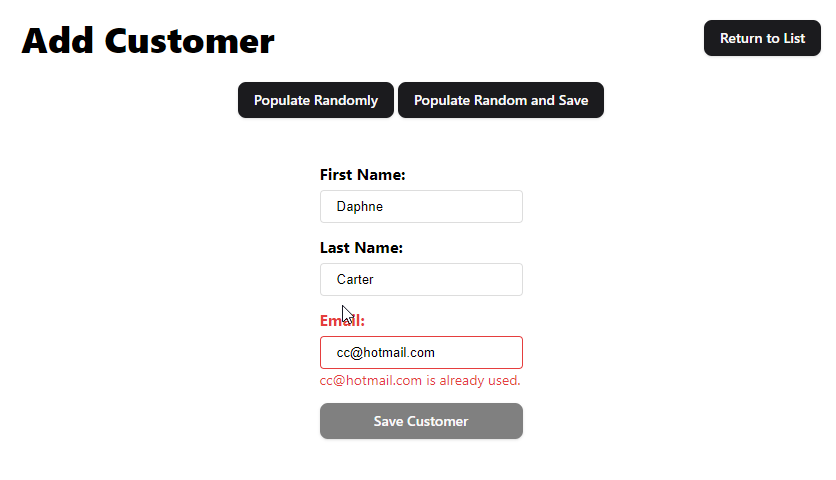 Add Customer
Return to List
Populate Randomly
Populate Random and Save
First Name:
Daphne
Last Name:
Carter
Email:
cc@hotmail.com
cc@hotmail.com is already used.
Save Customer